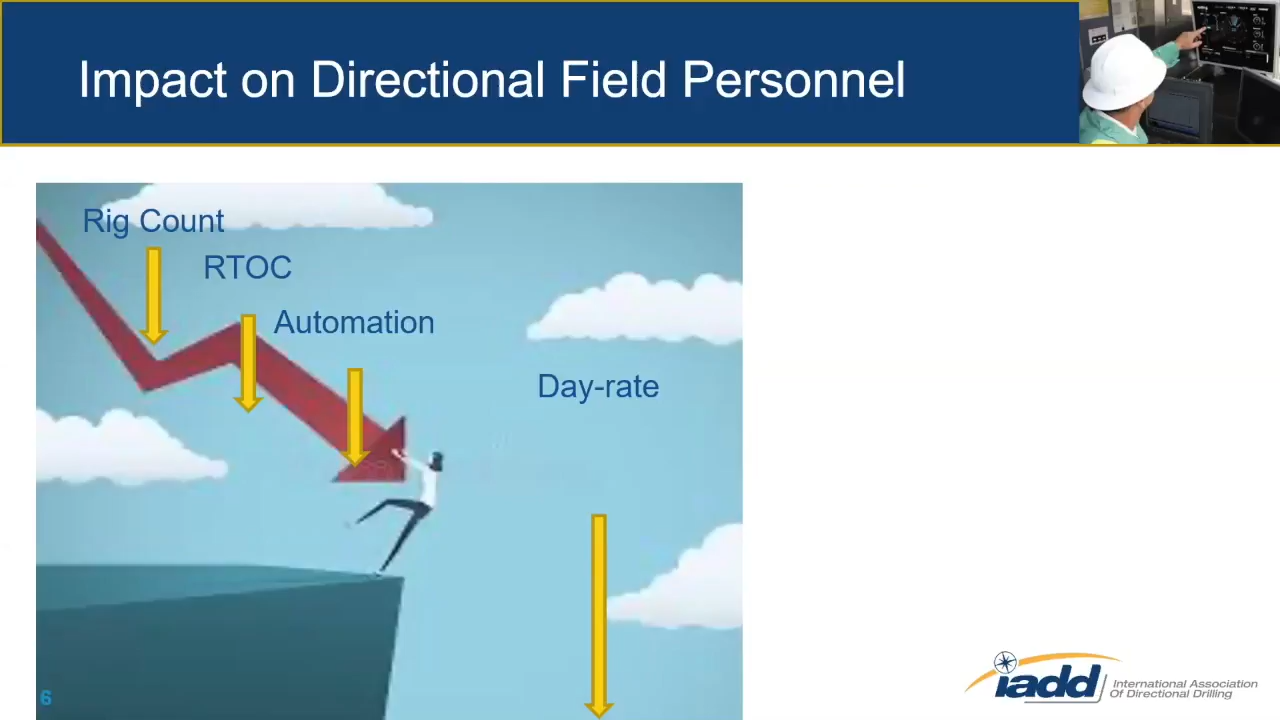 Impact on Directional Field Personnel
Rig Count
RTOC
Automation
Day-rate
6
iadd
International Association
Of Directional Drilling